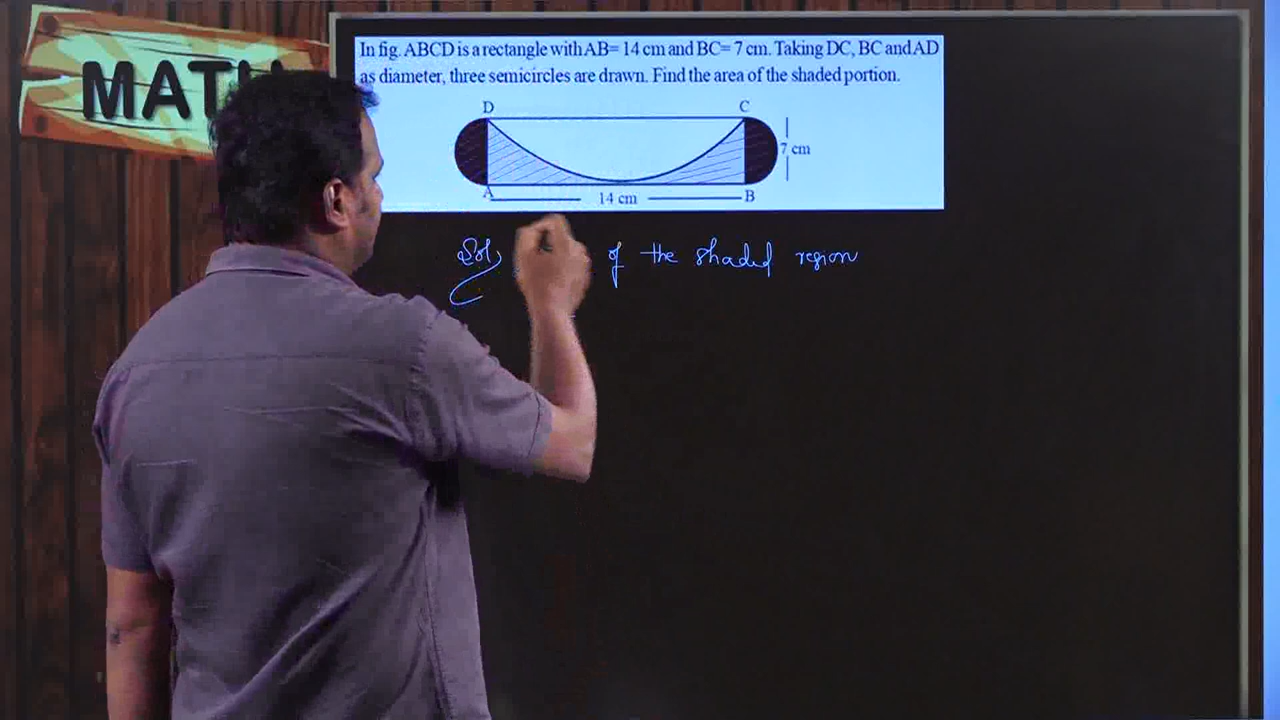 MAT
In fig. ABCD is a rectangle with AB= 14 cm and BC= 7 cm. Taking DC, BC and AD
as diameter, three semicircles are drawn. Find the area of the shaded portion.
D C
7 cm
A 14 cm B
of the shaded region